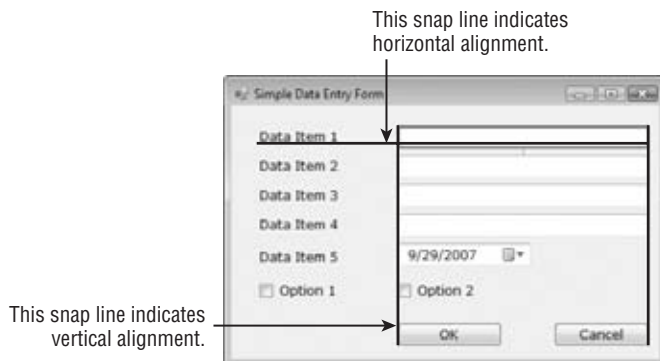 This snap line indicates
horizontal alignment.
Simple Data Entry Form
Data Item 1
Data Item 2
Data Item 3
Data Item 4
Data Item 5
9/29/2007
Option 1
Option 2
This snap line indicates
vertical alignment.
OK
Cancel